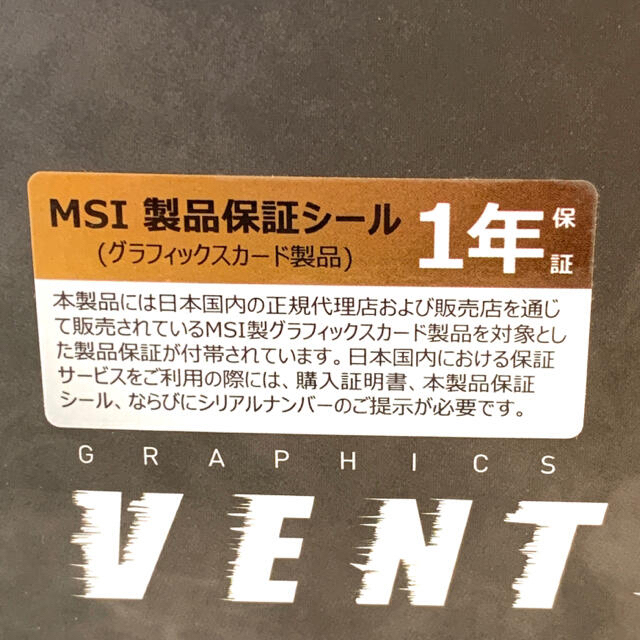 MSI 製品保証シール
(グラフィックスカード製品)
1年
保証
本製品には日本国内の正規代理店および販売店を通じ
て販売されているMSI製グラフィックスカード製品を対象とし
た製品保証が付帯されています。日本国内における保証
サービスをご利用の際には、購入証明書、本製品保証
シール、ならびにシリアルナンバーのご提示が必要です。
GRAPHICS
VENT